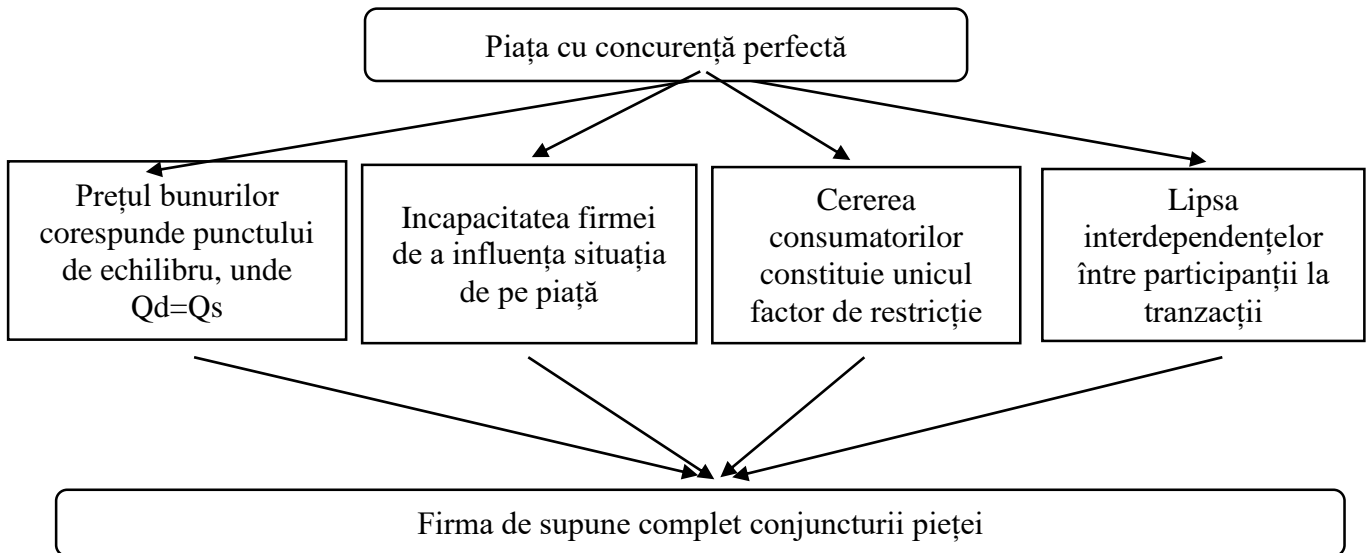 Piața cu concurență perfectă
Prețul bunurilor
corespunde punctului
de echilibru, unde
Qd=Qs
Incapacitatea firmei
de a influența situația
de pe piață
Cererea
consumatorilor
constituie unicul
factor de restricție
Lipsa
interdependențelor
între participanții la
tranzacții
Firma de supune complet conjuncturii pieței